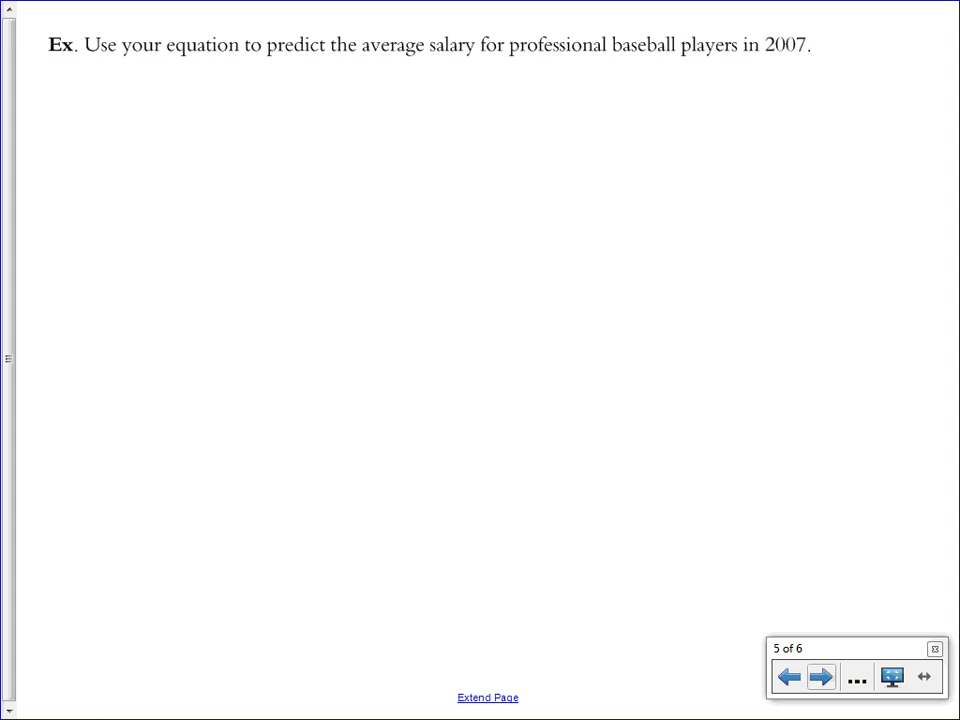 Ex. Use your equation to predict the average salary for professional baseball players in 2007.
5 of 6
...
Extend Page